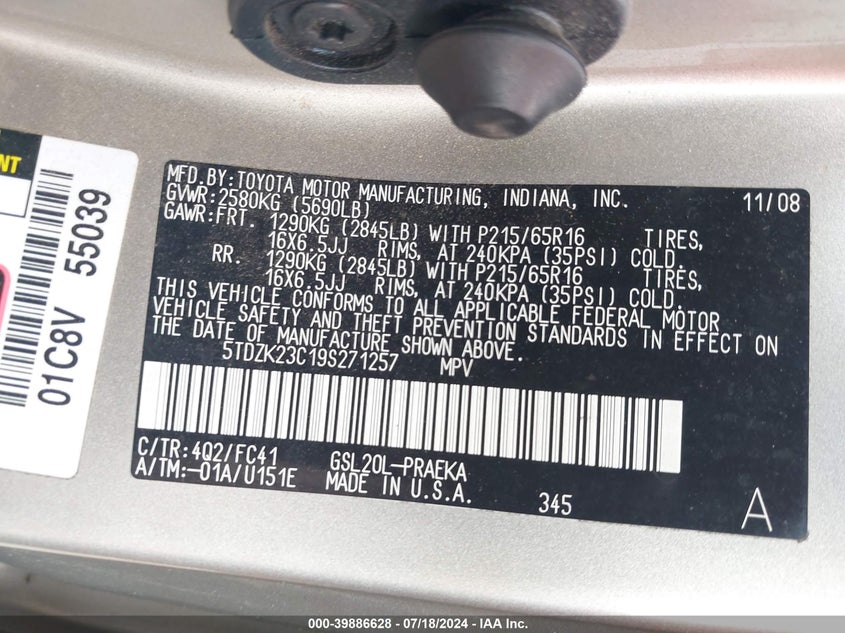 NT
01C8V 55039
MFD.BY:TOYOTA MOTOR MANUFACTURING, INDIANA, INC. 11/08
GVWR:2580KG (5690LB)
GAWR:FRT. 1290KG (2845LB) WITH P215/65R16 TIRES,
16X6.5JJ RIMS, AT 240KPA (35PSI) COLD.
RR. 1290KG (2845LB) WITH P215/65R16 TIRES,
16X6.5JJ RIMS, AT 240KPA (35PSI) COLD.
THIS VEHICLE CONFORMS TO ALL APPLICABLE FEDERAL MOTOR
VEHICLE SAFETY AND THEFT PREVENTION STANDARDS IN EFFECT ON
THE DATE OF MANUFACTURE SHOWN ABOVE.
5TDZK23C19S271257 MPV
C/TR:4Q2/FC41 GSL20L-PRAEKA
A/TM:-01A/U151E MADE IN U.S.A. 345 A
000-39886628 - 07/18/2024 - IAA Inc.